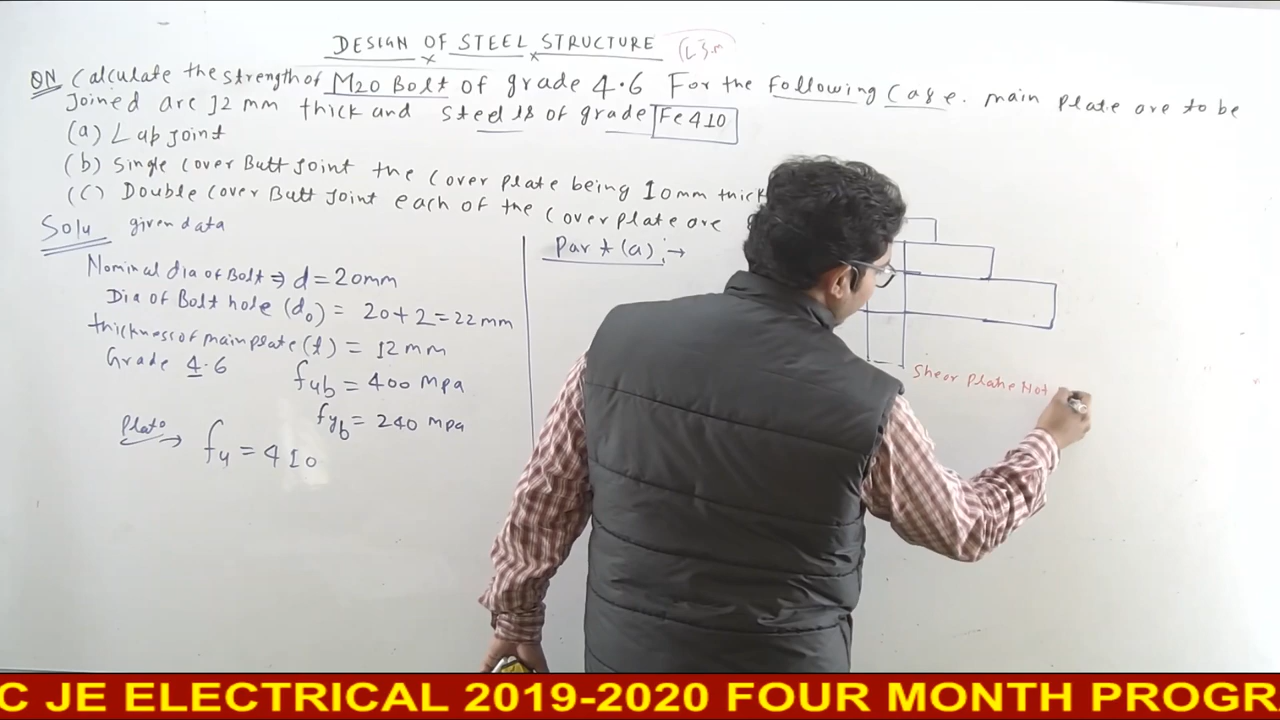 DESIGN OF STEEL STRUCTURE
QN Calculate the strength of M20 Bolt of grade 4.6 For the Following Case. main plate are to be
joined are 12 mm thick and steel is of grade Fe 410
(a) Lap joint
(b) Single cover Butt joint the cover plate being 10mm thick
(c) Double cover Butt joint each of the cover plate are
Solu given data
Nominal dia of Bolt ⇒ d = 20mm
Dia of Bolt hole (d₀) = 20+2 = 22mm
thickness of main plate (t) = 12 mm
Grade 4.6
fub = 400 Mpa
fyb = 240 Mpa
Plate → fu = 410
Part (a) :→
Shear Plane Not
C JE ELECTRICAL 2019-2020 FOUR MONTH PROGR